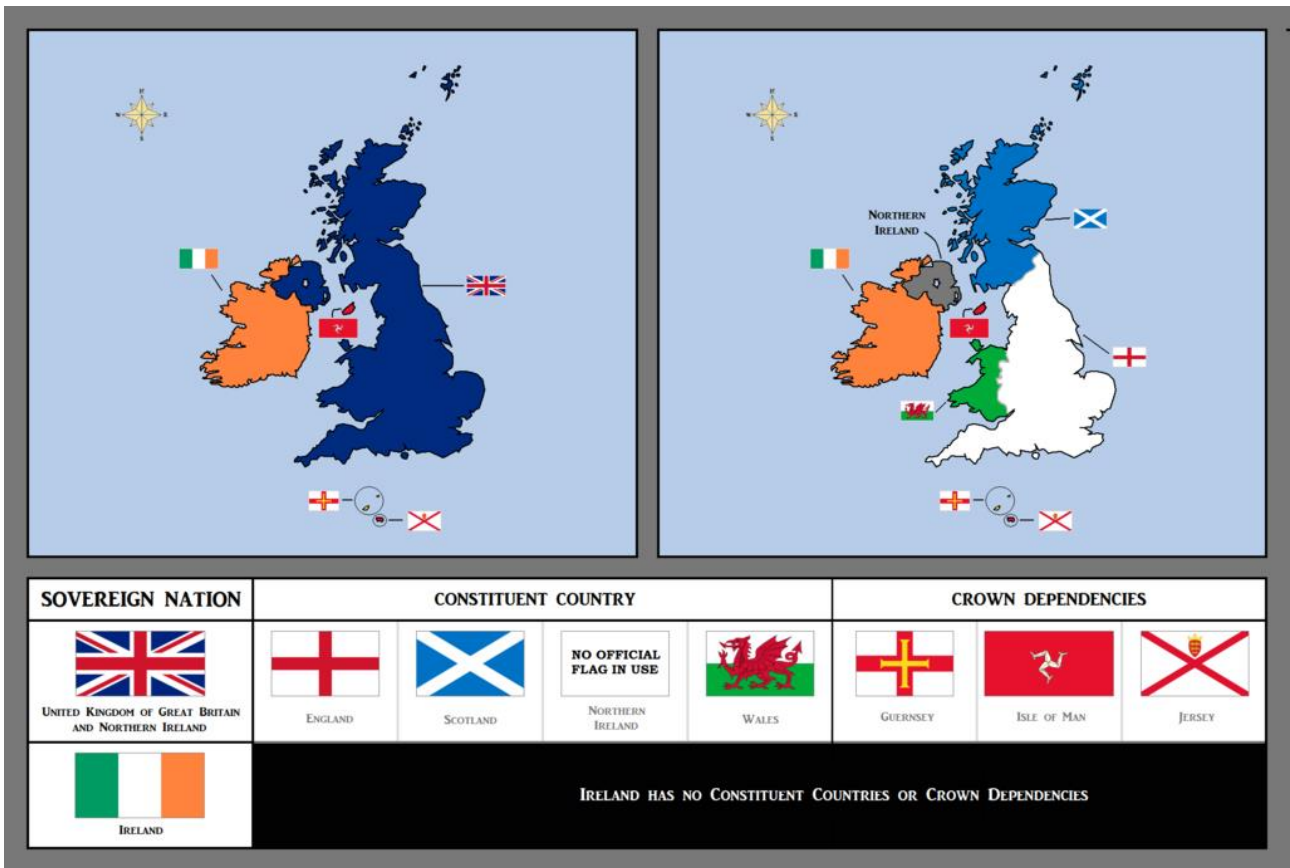 Northern
Ireland
SOVEREIGN NATION
CONSTITUENT COUNTRY
CROWN DEPENDENCIES
NO OFFICIAL
FLAG IN USE
United Kingdom of Great Britain
and Northern Ireland
England
Scotland
Northern
Ireland
Wales
Guernsey
Isle of Man
Jersey
Ireland
Ireland has no Constituent Countries or Crown Dependencies